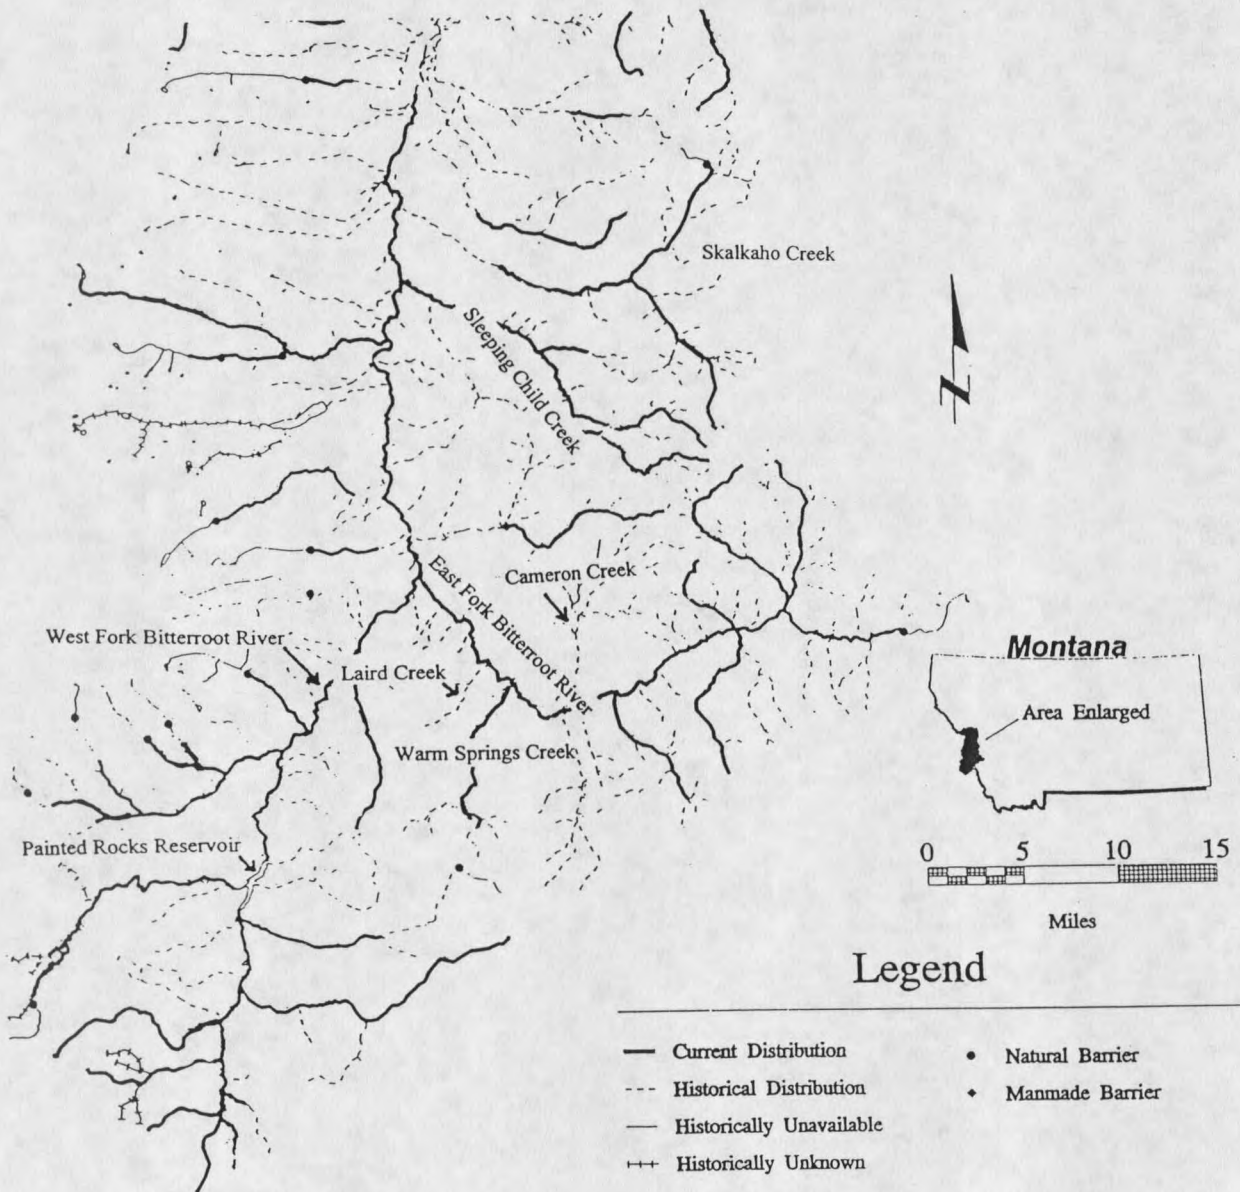 Skalkaho Creek
Sleeping Child Creek
Cameron Creek
East Fork Bitterroot River
West Fork Bitterroot River
Laird Creek
Warm Springs Creek
Painted Rocks Reservoir
N
Montana
Area Enlarged
0 5 10 15
Miles
Legend
Current Distribution
Historical Distribution
Historically Unavailable
Historically Unknown
Natural Barrier
Manmade Barrier